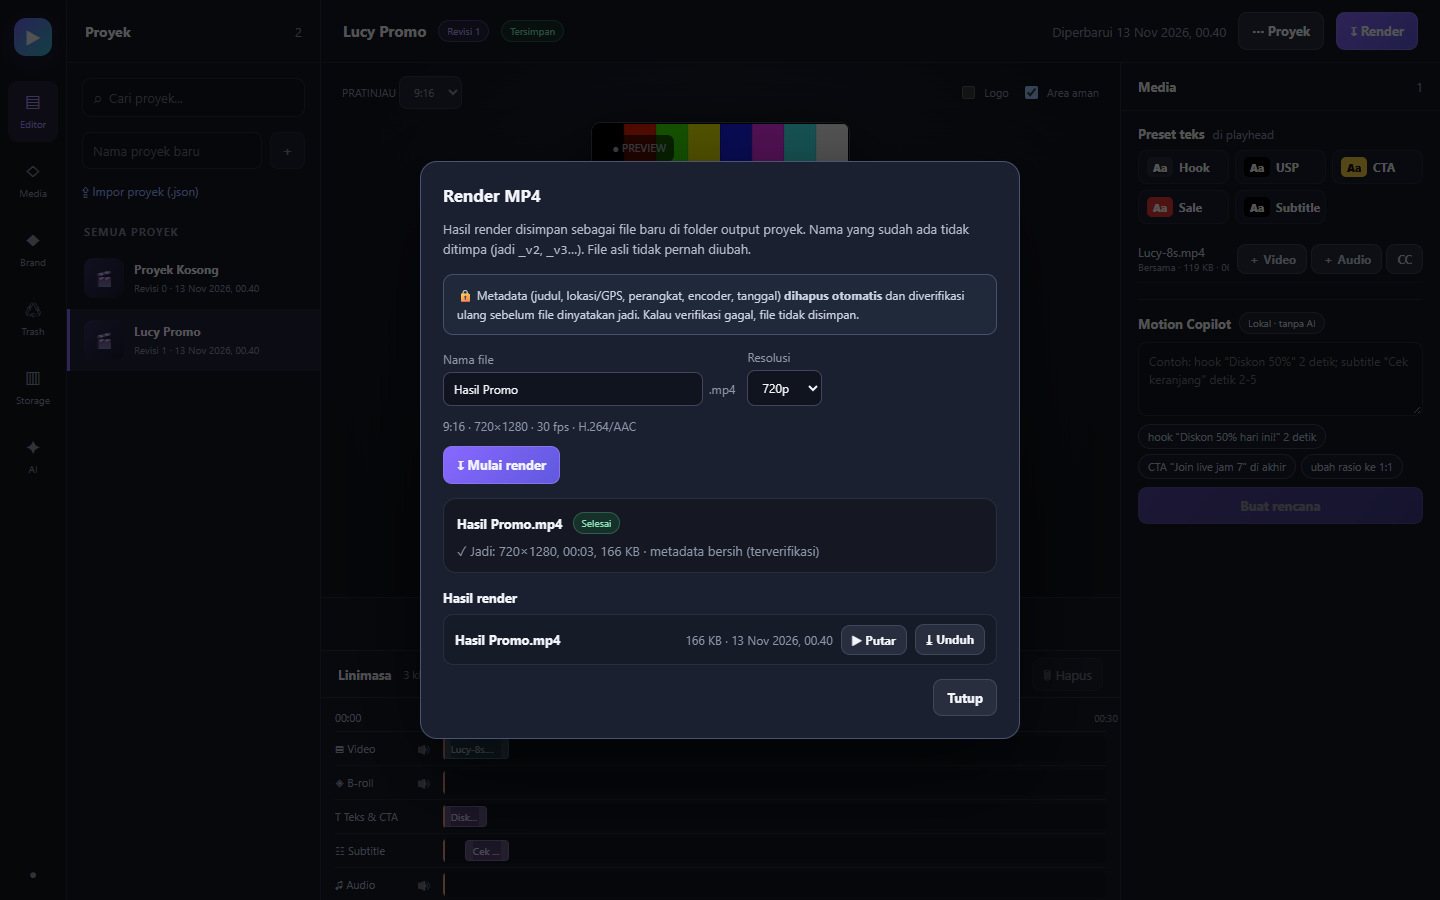 Proyek
2
Lucy Promo
Revisi 1
Tersimpan
Diperbarui 13 Nov 2026, 00.40
Proyek
Render
Editor
Media
Brand
Trash
Storage
AI
Cari proyek...
Nama proyek baru
+
Impor proyek (.json)
SEMUA PROYEK
Proyek Kosong
Revisi 0 · 13 Nov 2026, 00.40
Lucy Promo
Revisi 1 · 13 Nov 2026, 00.40
PRATINJAU
9:16
Logo
Area aman
● PREVIEW
Render MP4
Hasil render disimpan sebagai file baru di folder output proyek. Nama yang sudah ada tidak
ditimpa (jadi _v2, _v3…). File asli tidak pernah diubah.
Metadata (judul, lokasi/GPS, perangkat, encoder, tanggal) dihapus otomatis dan diverifikasi
ulang sebelum file dinyatakan jadi. Kalau verifikasi gagal, file tidak disimpan.
Nama file
Resolusi
Hasil Promo
.mp4
720p
9:16 · 720×1280 · 30 fps · H.264/AAC
Mulai render
Hasil Promo.mp4
Selesai
✓ Jadi: 720×1280, 00:03, 166 KB · metadata bersih (terverifikasi)
Hasil render
Hasil Promo.mp4
166 KB · 13 Nov 2026, 00.40
▶ Putar
Unduh
Tutup
Linimasa
Hapus
00:00
00:30
Video
Lucy-8s....
B-roll
T Teks & CTA
Disk...
Subtitle
Cek ...
Audio
Media
1
Preset teks
di playhead
Aa Hook
Aa USP
Aa CTA
Aa Sale
Aa Subtitle
Lucy-8s.mp4
Bersama · 119 KB
+ Video
+ Audio
CC
Motion Copilot
Lokal · tanpa AI
Contoh: hook "Diskon 50%" 2 detik; subtitle "Cek
keranjang" detik 2-5
hook "Diskon 50% hari ini!" 2 detik
CTA "Join live jam 7" di akhir
ubah rasio ke 1:1
Buat rencana